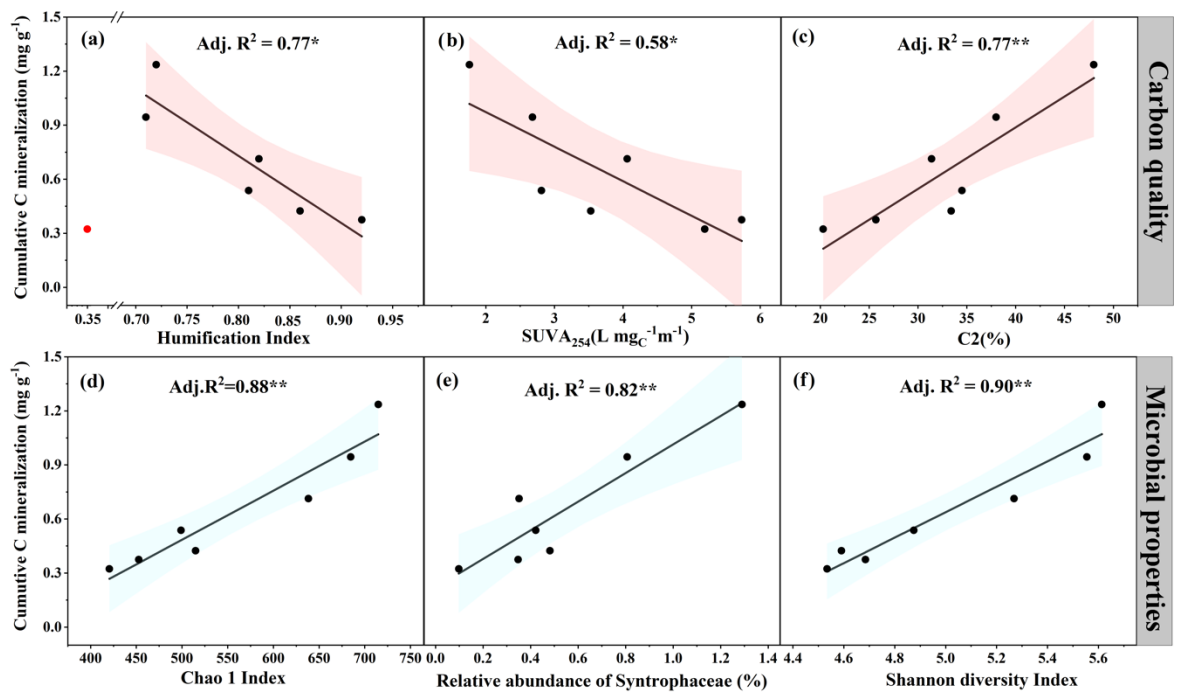 Cumulative C mineralization (mg g⁻¹)
1.5
1.2
0.9
0.6
0.3
0.0
(a)
Adj. R² = 0.77*
0.35
0.70
0.75
0.80
0.85
0.90
0.95
Humification Index
(b)
Adj. R² = 0.58*
2
3
4
5
6
SUVA₂₅₄(L mg_C⁻¹m⁻¹)
(c)
Adj. R² = 0.77**
20
25
30
35
40
45
50
C2(%)
Carbon quality
Cumutive C mineralization (mg g⁻¹)
1.5
1.2
0.9
0.6
0.3
0.0
(d)
Adj.R²=0.88**
400
450
500
550
600
650
700
750
Chao 1 Index
(e)
Adj. R² = 0.82**
0.0
0.2
0.4
0.6
0.8
1.0
1.2
1.4
Relative abundance of Syntrophaceae (%)
(f)
Adj. R² = 0.90**
4.4
4.6
4.8
5.0
5.2
5.4
5.6
Shannon diversity Index
Microbial properties